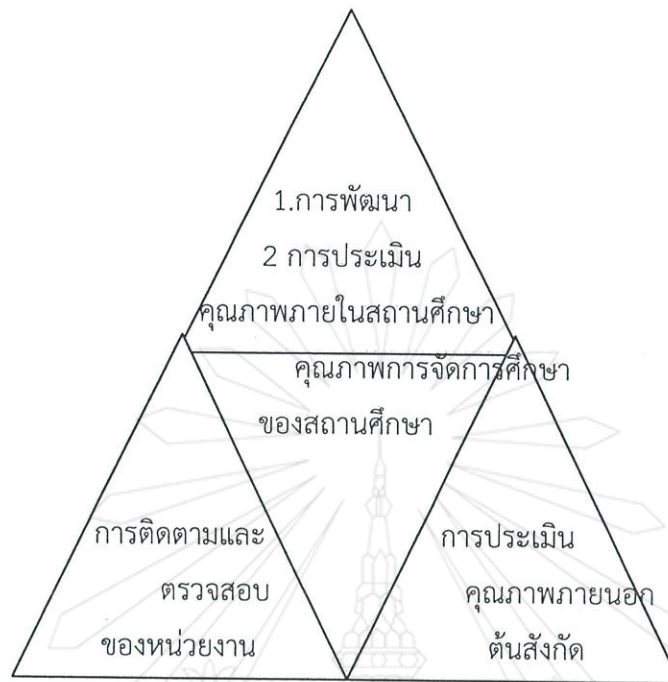 1.การพัฒนา
2 การประเมิน
คุณภาพภายในสถานศึกษา
คุณภาพการจัดการศึกษา
ของสถานศึกษา
การติดตามและ
ตรวจสอบ
ของหน่วยงาน
การประเมิน
คุณภาพภายนอก
ต้นสังกัด